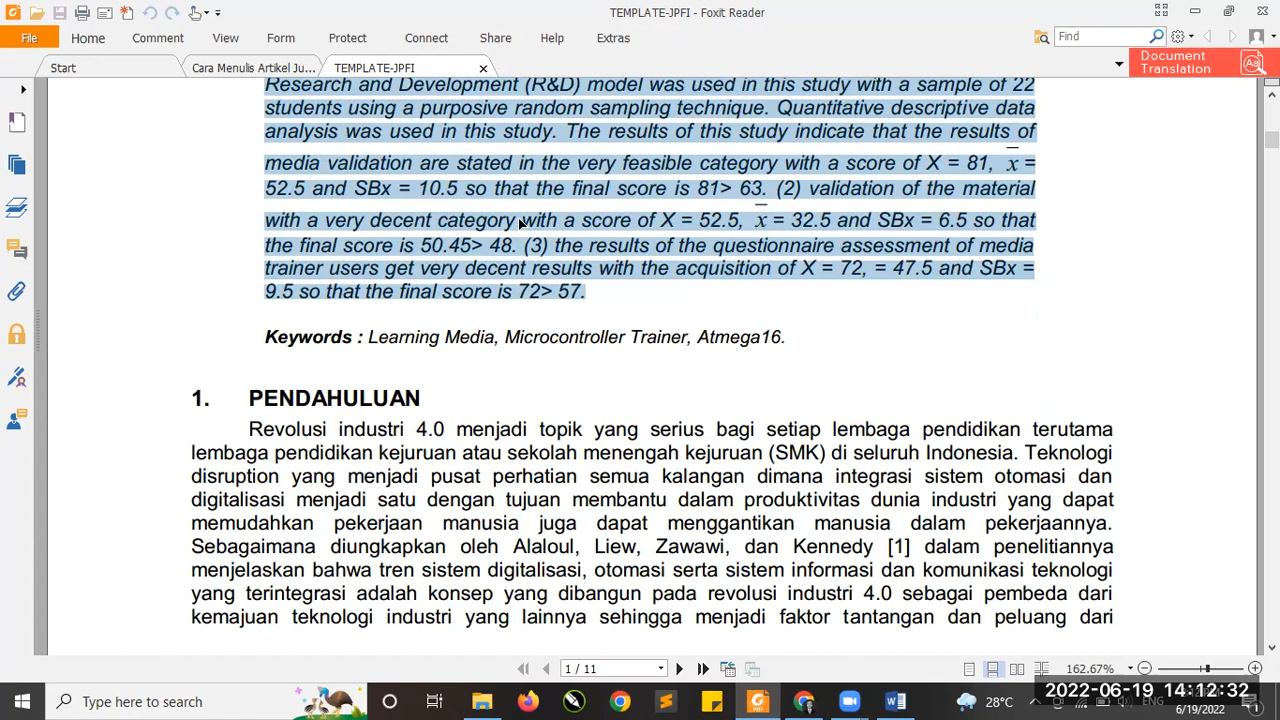 TEMPLATE-JPFI - Foxit Reader
File Home Comment View Form Protect Connect Share Help Extras
Find
Start Cara Menulis Artikel Ju... TEMPLATE-JPFI
Document
Translation
Research and Development (R&D) model was used in this study with a sample of 22
students using a purposive random sampling technique. Quantitative descriptive data
analysis was used in this study. The results of this study indicate that the results of
media validation are stated in the very feasible category with a score of X = 81, x̅ =
52.5 and SBx = 10.5 so that the final score is 81> 63. (2) validation of the material
with a very decent category with a score of X = 52.5, x̅ = 32.5 and SBx = 6.5 so that
the final score is 50.45> 48. (3) the results of the questionnaire assessment of media
trainer users get very decent results with the acquisition of X = 72, = 47.5 and SBx =
9.5 so that the final score is 72> 57.
Keywords : Learning Media, Microcontroller Trainer, Atmega16.
1. PENDAHULUAN
Revolusi industri 4.0 menjadi topik yang serius bagi setiap lembaga pendidikan terutama
lembaga pendidikan kejuruan atau sekolah menengah kejuruan (SMK) di seluruh Indonesia. Teknologi
disruption yang menjadi pusat perhatian semua kalangan dimana integrasi sistem otomasi dan
digitalisasi menjadi satu dengan tujuan membantu dalam produktivitas dunia industri yang dapat
memudahkan pekerjaan manusia juga dapat menggantikan manusia dalam pekerjaannya.
Sebagaimana diungkapkan oleh Alaloul, Liew, Zawawi, dan Kennedy [1] dalam penelitiannya
menjelaskan bahwa tren sistem digitalisasi, otomasi serta sistem informasi dan komunikasi teknologi
yang terintegrasi adalah konsep yang dibangun pada revolusi industri 4.0 sebagai pembeda dari
kemajuan teknologi industri yang lainnya sehingga menjadi faktor tantangan dan peluang dari
1 / 11
162.67%
Type here to search
28°C
2022-06-19 14:12:32
6/19/2022